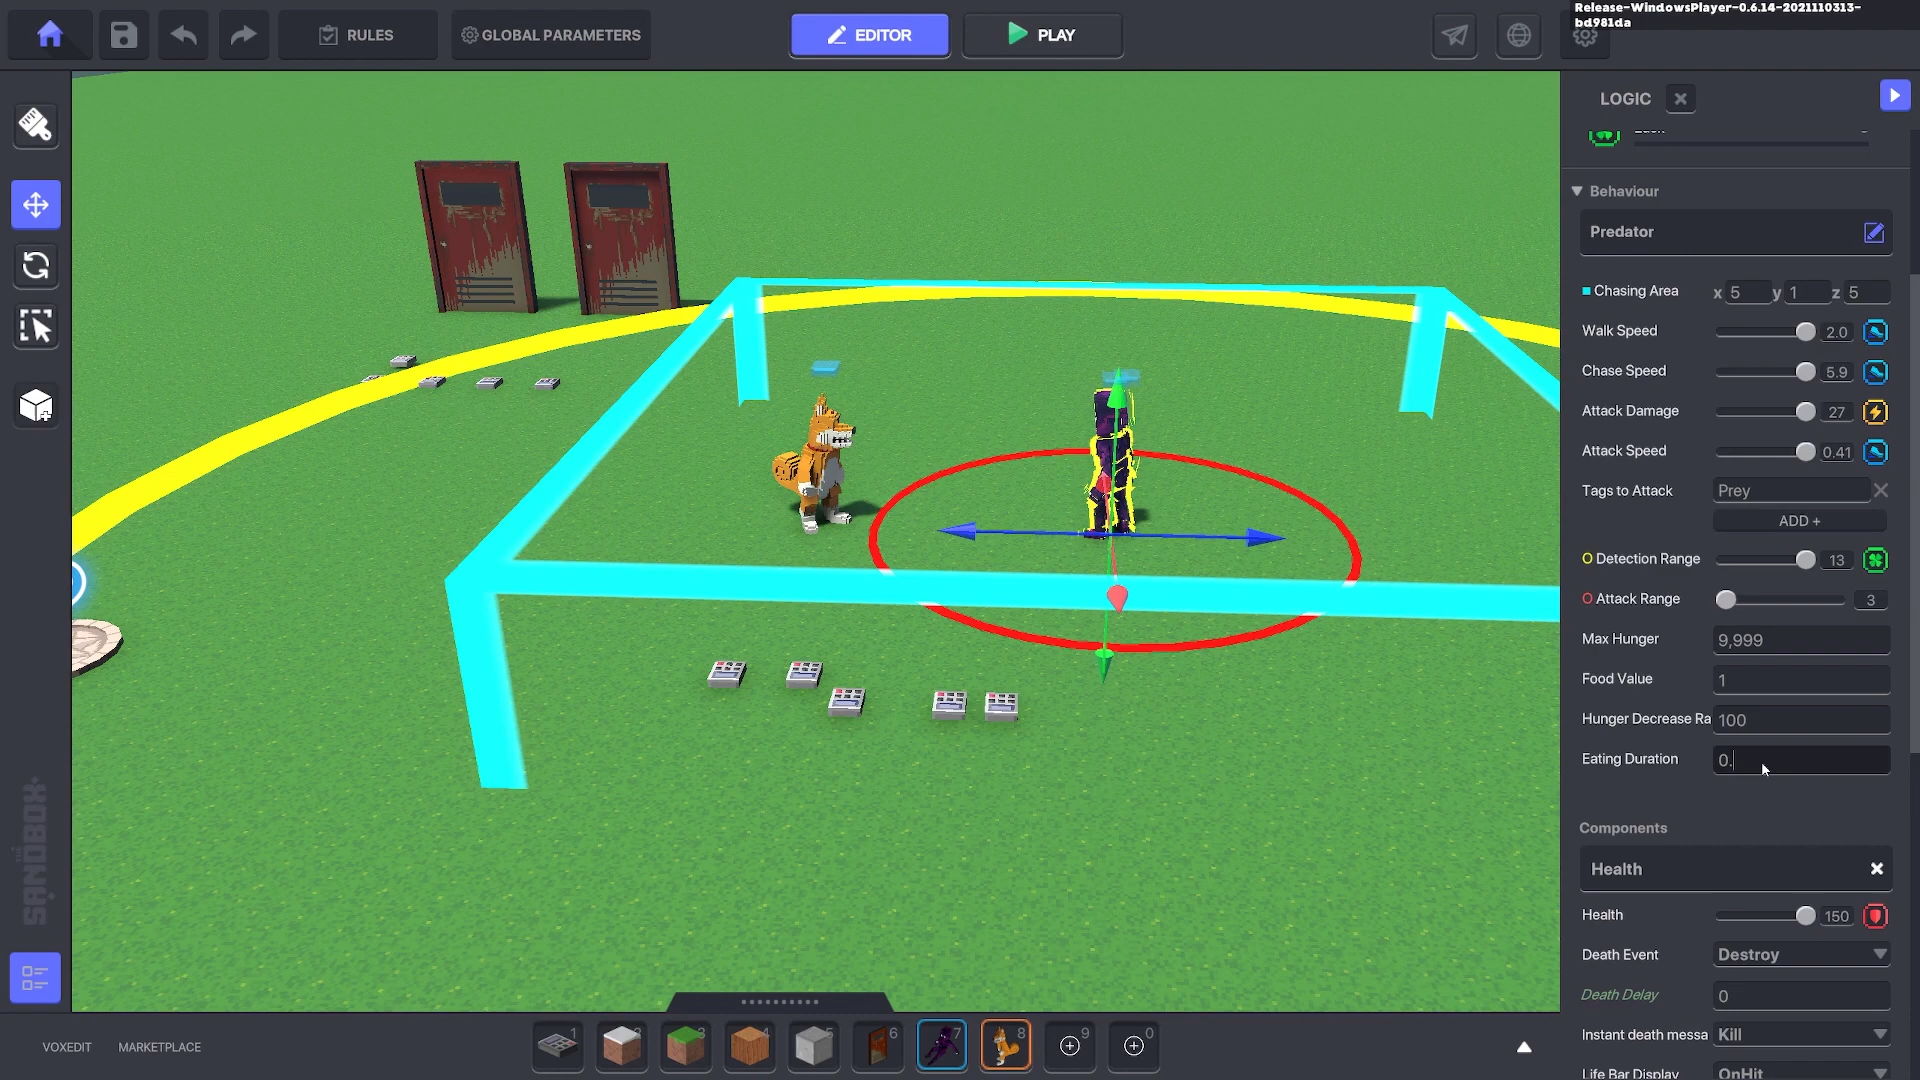 Release-WindowsPlayer-0.6.14-2021110313-
bd981da
RULES
GLOBAL PARAMETERS
EDITOR
PLAY
LOGIC
Behaviour
Predator
Chasing Area x 5 y 1 z 5
Walk Speed 2.0
Chase Speed 5.9
Attack Damage 27
Attack Speed 0.41
Tags to Attack Prey
ADD +
Detection Range 13
Attack Range 3
Max Hunger 9,999
Food Value 1
Hunger Decrease Ra 100
Eating Duration 0.
Components
Health
Health 150
Death Event Destroy
Death Delay 0
Instant death messa Kill
Life Bar Display OnHit
THE SANDBOX
VOXEDIT
MARKETPLACE
1
2
3
4
5
6
7
8
9
0